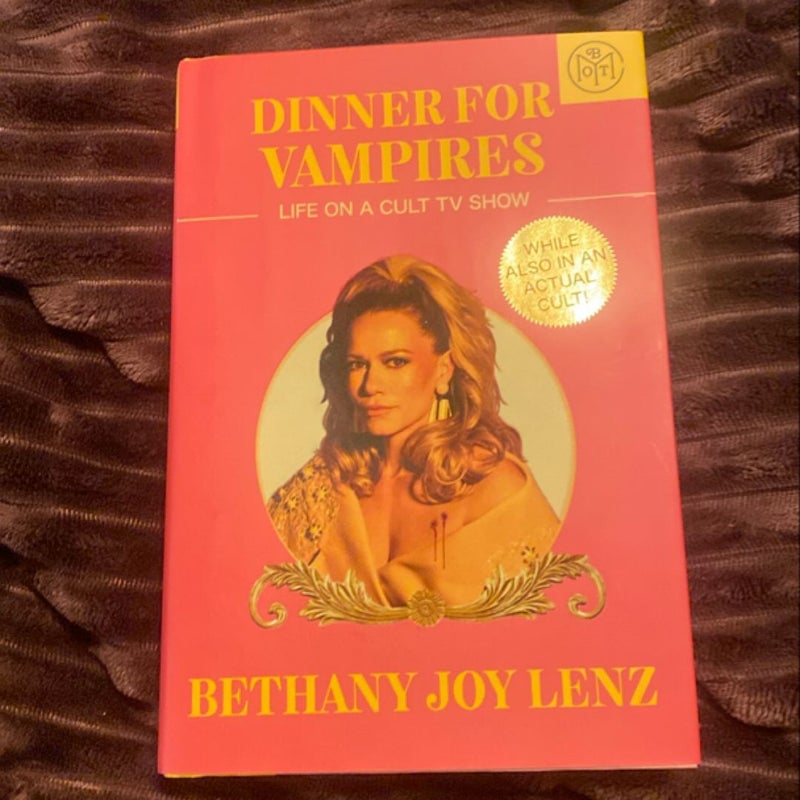 BOTM
DINNER FOR
VAMPIRES
LIFE ON A CULT TV SHOW
WHILE
ALSO IN AN
ACTUAL
CULT!
BETHANY JOY LENZ